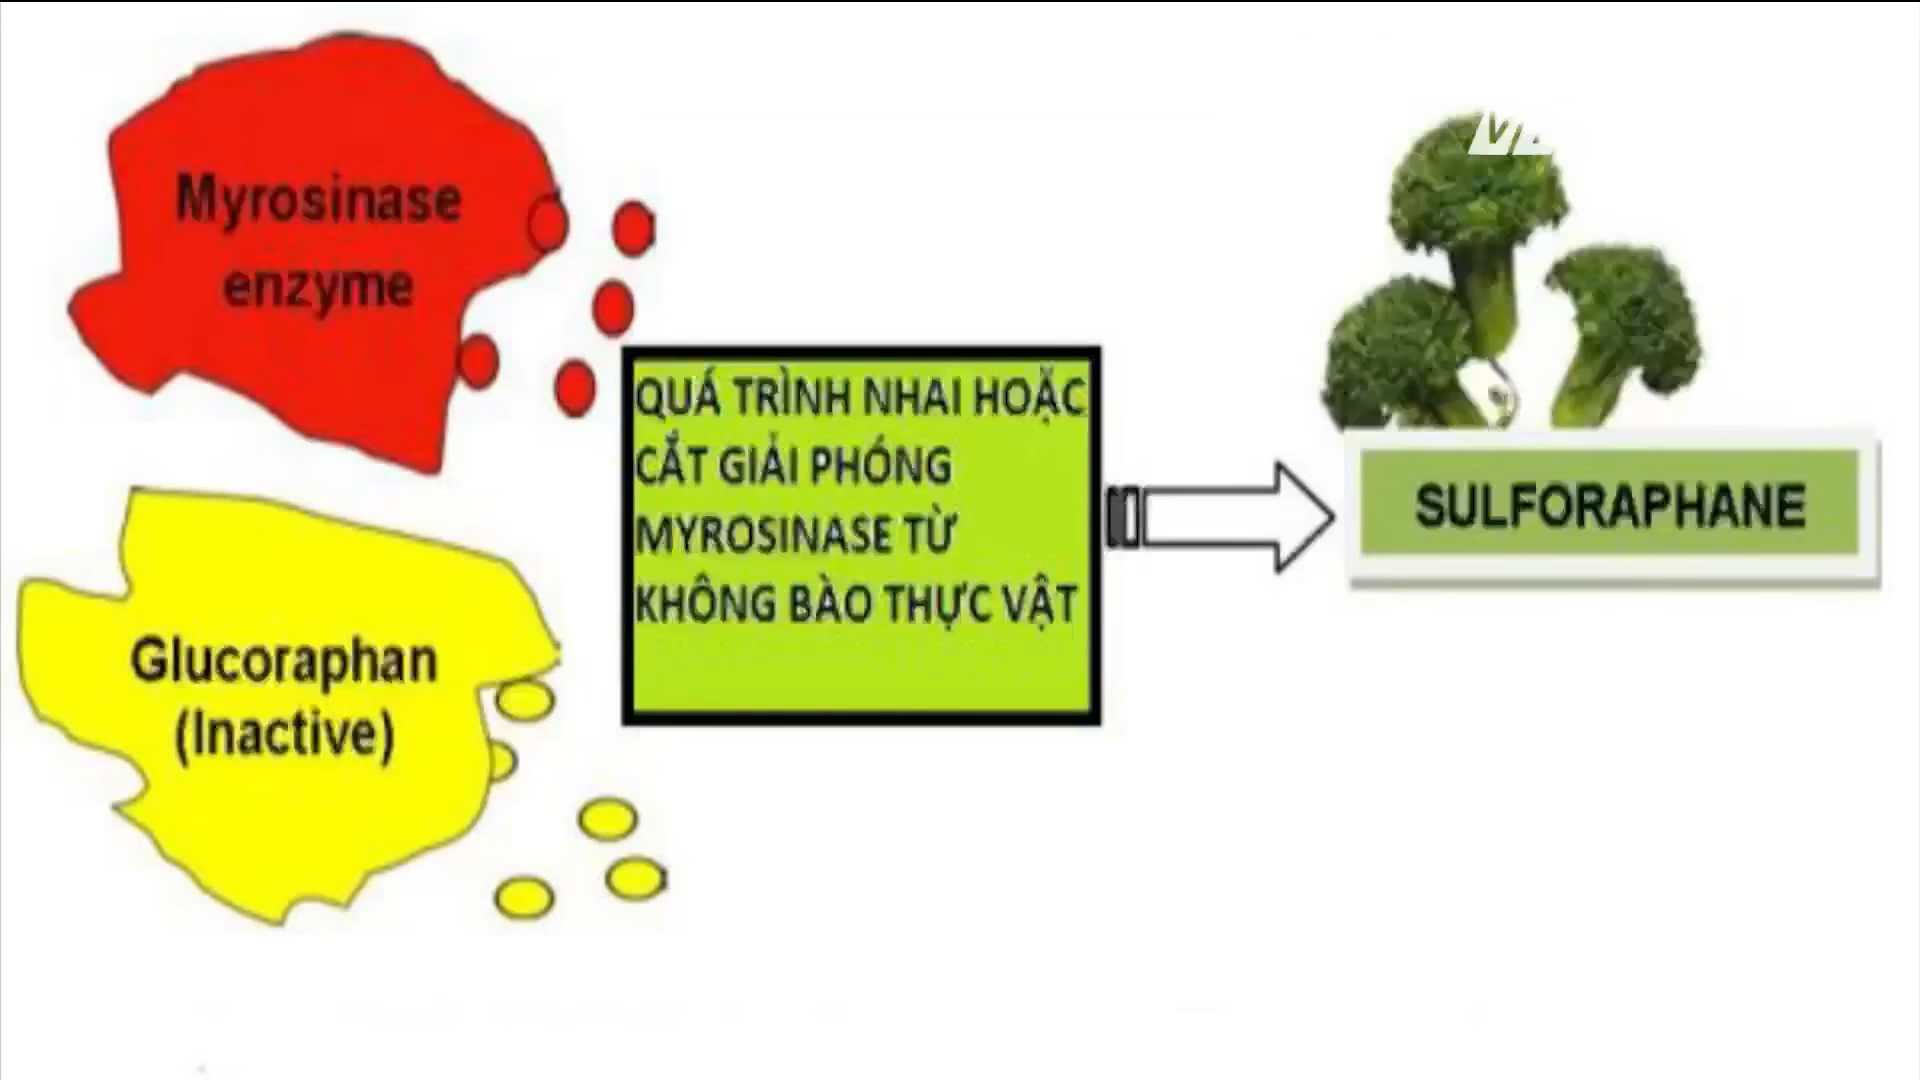 Myrosinase
enzyme
QUÁ TRÌNH NHAI HOẶC
CẮT GIẢI PHÓNG
MYROSINASE TỪ
KHÔNG BÀO THỰC VẬT
SULFORAPHANE
Glucoraphan
(Inactive)